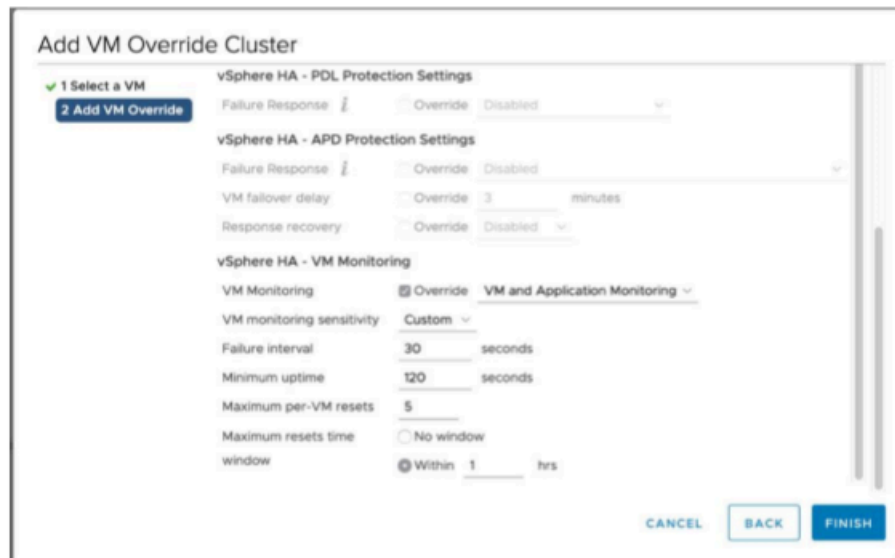 Add VM Override Cluster
1 Select a VM
2 Add VM Override
vSphere HA - PDL Protection Settings
Failure Response i Override Disabled
vSphere HA - APD Protection Settings
Failure Response i Override Disabled
VM failover delay Override 3 minutes
Response recovery Override Disabled
vSphere HA - VM Monitoring
VM Monitoring Override VM and Application Monitoring
VM monitoring sensitivity Custom
Failure interval 30 seconds
Minimum uptime 120 seconds
Maximum per-VM resets 5
Maximum resets time No window
window Within 1 hrs
CANCEL BACK FINISH